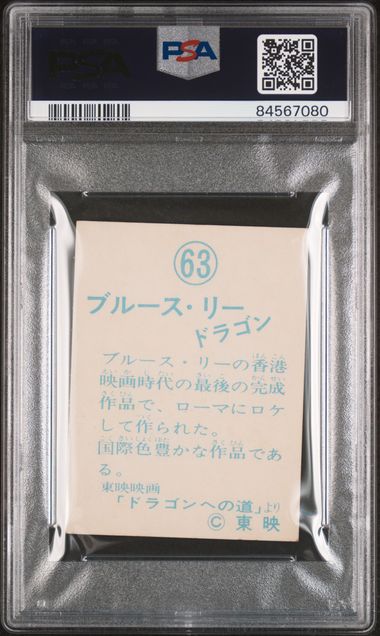 PSA
PSA
84567080
63
ブルース・リー
ドラゴン
ブルース・リーの香港
映画時代の最後の完成
作品で、ローマにロケ
して作られた。
国際色豊かな作品であ
る。
東映映画
「ドラゴンへの道」より
© 東映